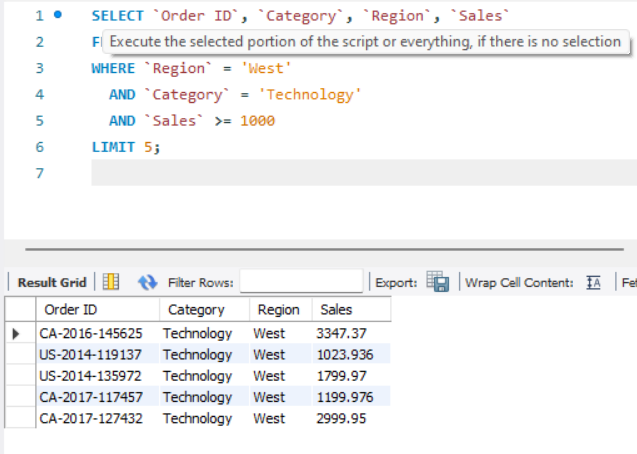 1 SELECT `Order ID`, `Category`, `Region`, `Sales`
2 F
Execute the selected portion of the script or everything, if there is no selection
3 WHERE `Region` = 'West'
4 AND `Category` = 'Technology'
5 AND `Sales` >= 1000
6 LIMIT 5;
7
Result Grid Filter Rows: Export: Wrap Cell Content: Fet
Order ID Category Region Sales
CA-2016-145625 Technology West 3347.37
US-2014-119137 Technology West 1023.936
US-2014-135972 Technology West 1799.97
CA-2017-117457 Technology West 1199.976
CA-2017-127432 Technology West 2999.95